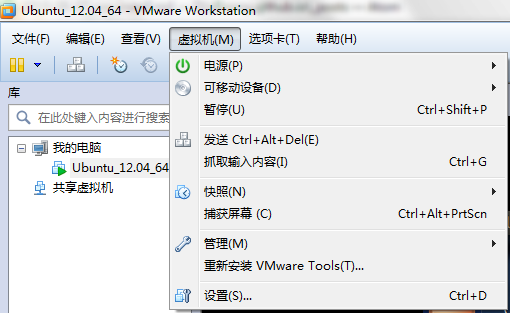 Ubuntu_12.04_64 - VMware Workstation
文件(F) 编辑(E) 查看(V) 虚拟机(M) 选项卡(T) 帮助(H)
库
在此处键入内容进行搜索
我的电脑
Ubuntu_12.04_64
共享虚拟机
电源(P)
可移动设备(D)
暂停(U) Ctrl+Shift+P
发送 Ctrl+Alt+Del(E)
抓取输入内容(I) Ctrl+G
快照(N)
捕获屏幕 (C) Ctrl+Alt+PrtScn
管理(M)
重新安装 VMware Tools(T)...
设置(S)... Ctrl+D